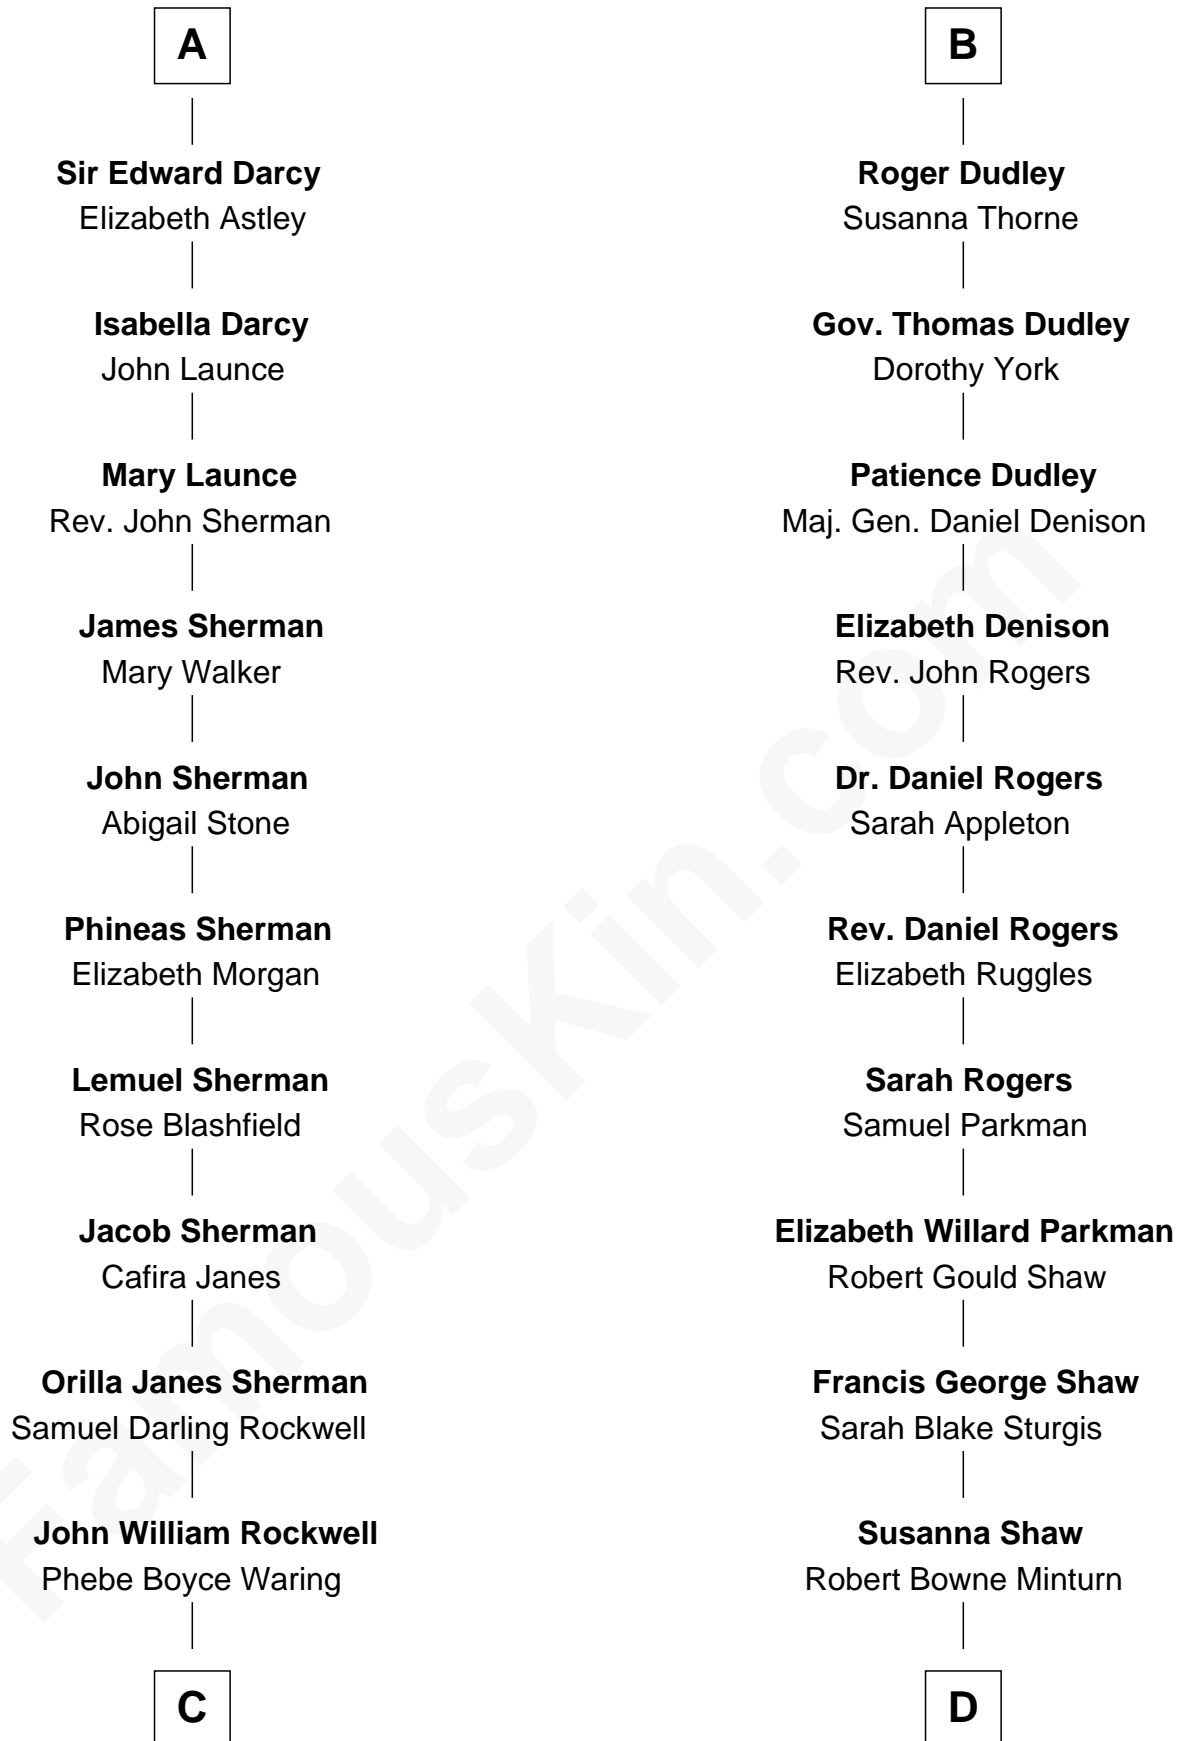 A
Sir Edward Darcy
Elizabeth Astley
Isabella Darcy
John Launce
Mary Launce
Rev. John Sherman
James Sherman
Mary Walker
John Sherman
Abigail Stone
Phineas Sherman
Elizabeth Morgan
Lemuel Sherman
Rose Blashfield
Jacob Sherman
Cafira Janes
Orilla Janes Sherman
Samuel Darling Rockwell
John William Rockwell
Phebe Boyce Waring
C
B
Roger Dudley
Susanna Thorne
Gov. Thomas Dudley
Dorothy York
Patience Dudley
Maj. Gen. Daniel Denison
Elizabeth Denison
Rev. John Rogers
Dr. Daniel Rogers
Sarah Appleton
Rev. Daniel Rogers
Elizabeth Ruggles
Sarah Rogers
Samuel Parkman
Elizabeth Willard Parkman
Robert Gould Shaw
Francis George Shaw
Sarah Blake Sturgis
Susanna Shaw
Robert Bowne Minturn
D
FamousKin.com